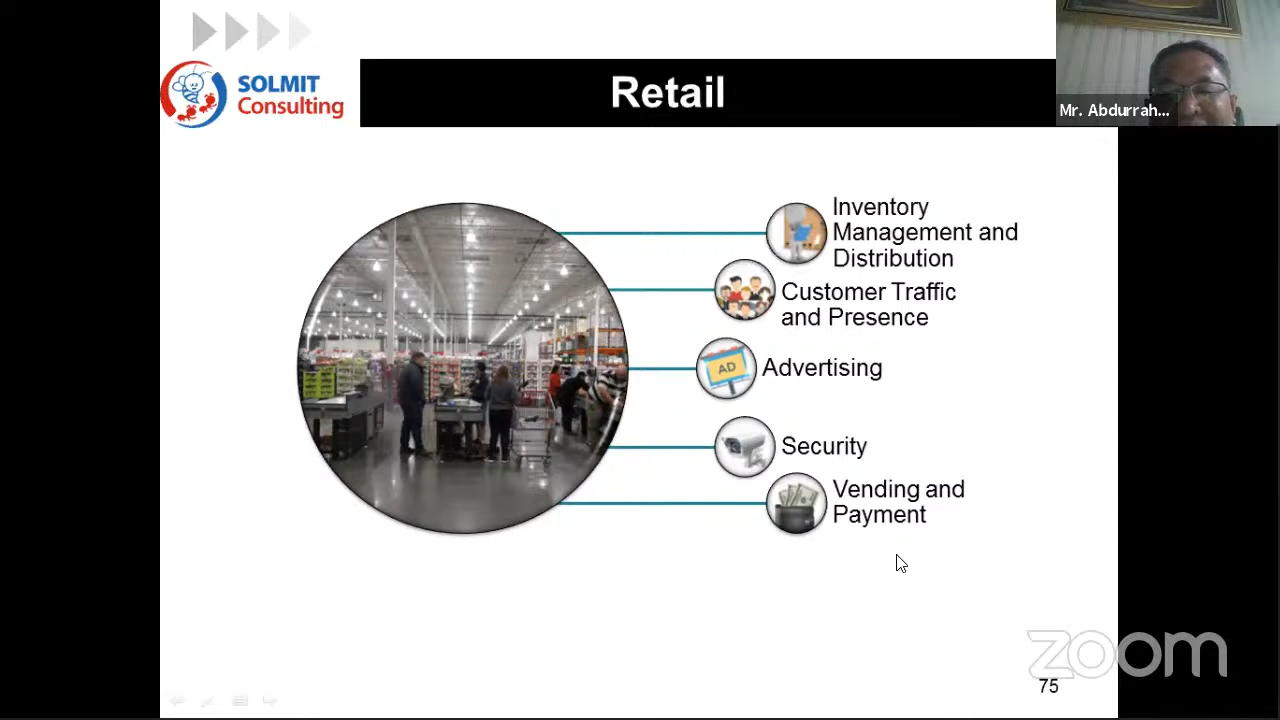 SOLMIT
Consulting
Retail
Mr. Abdurrah...
Inventory
Management and
Distribution
Customer Traffic
and Presence
AD
Advertising
Security
Vending and
Payment
zoom
75